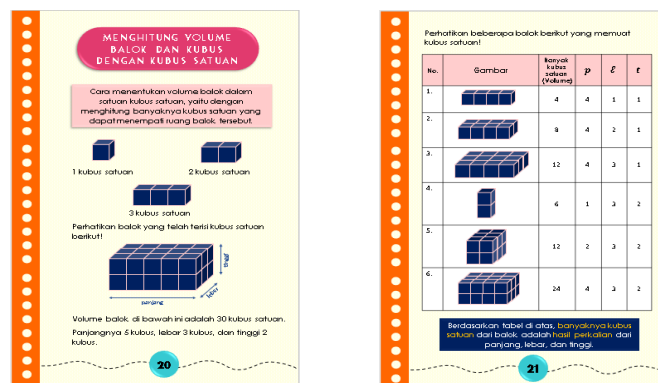 MENGHITUNG VOLUME
BALOK DAN KUBUS
DENGAN KUBUS SATUAN
Cara menentukan volume balok dalam
satuan kubus satuan, yaitu dengan
menghitung banyaknya kubus satuan yang
dapat menempati ruang balok tersebut.
1 kubus satuan
2 kubus satuan
3 kubus satuan
Perhatikan balok yang telah terisi kubus satuan
berikut!
tinggi
lebar
panjang
Volume balok di bawah ini adalah 30 kubus satuan.
Panjangnya 5 kubus, lebar 3 kubus, dan tinggi 2
kubus.
20
Perhatikan beberapa balok berikut yang memuat
kubus satuan!
No. Gambar Banyak kubus satuan (Volume) p ℓ t
1. 4 4 1 1
2. 8 4 2 1
3. 12 4 3 1
4. 6 1 3 2
5. 12 2 3 2
6. 24 4 3 2
Berdasarkan tabel di atas, banyaknya kubus
satuan dari balok adalah hasil perkalian dari
panjang, lebar, dan tinggi.
21